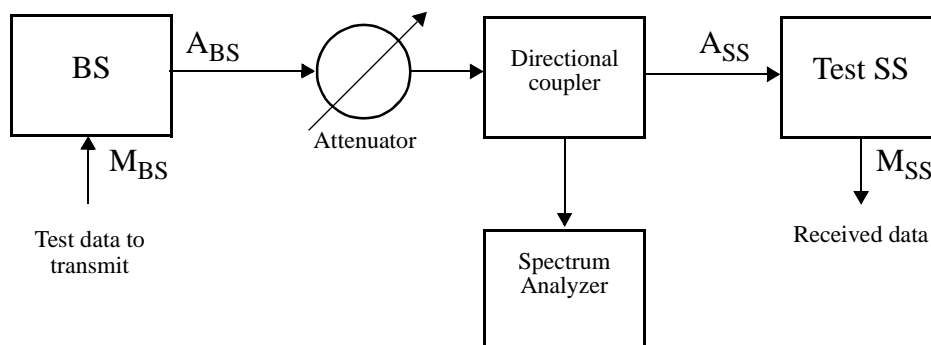 BS
A_BS
Attenuator
Directional
coupler
A_SS
Test SS
M_BS
M_SS
Test data to
transmit
Spectrum
Analyzer
Received data